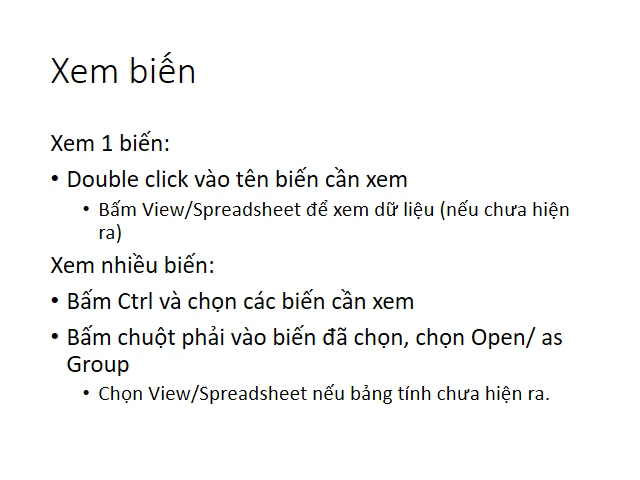 Xem biến
Xem 1 biến:
• Double click vào tên biến cần xem
• Bấm View/Spreadsheet để xem dữ liệu (nếu chưa hiện
ra)
Xem nhiều biến:
• Bấm Ctrl và chọn các biến cần xem
• Bấm chuột phải vào biến đã chọn, chọn Open/ as
Group
• Chọn View/Spreadsheet nếu bảng tính chưa hiện ra.